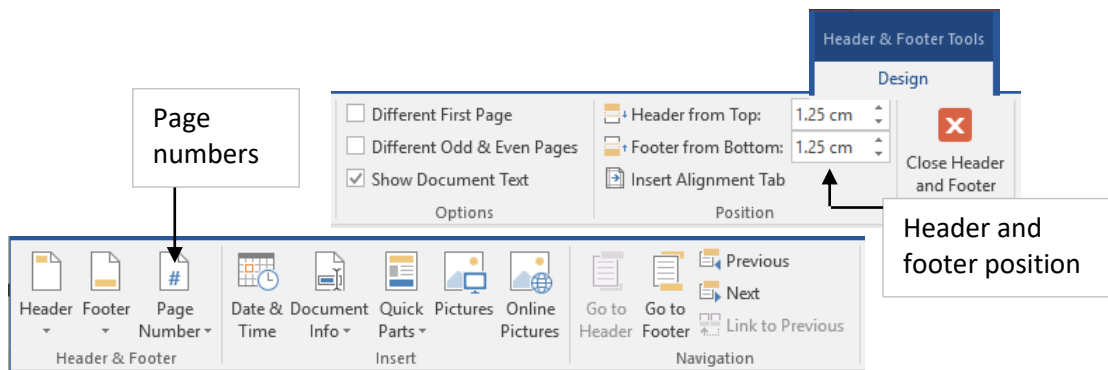 Header & Footer Tools
Design
Page
numbers
Different First Page
Different Odd & Even Pages
Show Document Text
Options
Header from Top: 1.25 cm
Footer from Bottom: 1.25 cm
Insert Alignment Tab
Position
Close Header
and Footer
Header and
footer position
Header
Footer
Page
Number
Header & Footer
Date &
Time
Document
Info
Quick
Parts
Pictures
Online
Pictures
Insert
Go to
Header
Go to
Footer
Previous
Next
Link to Previous
Navigation